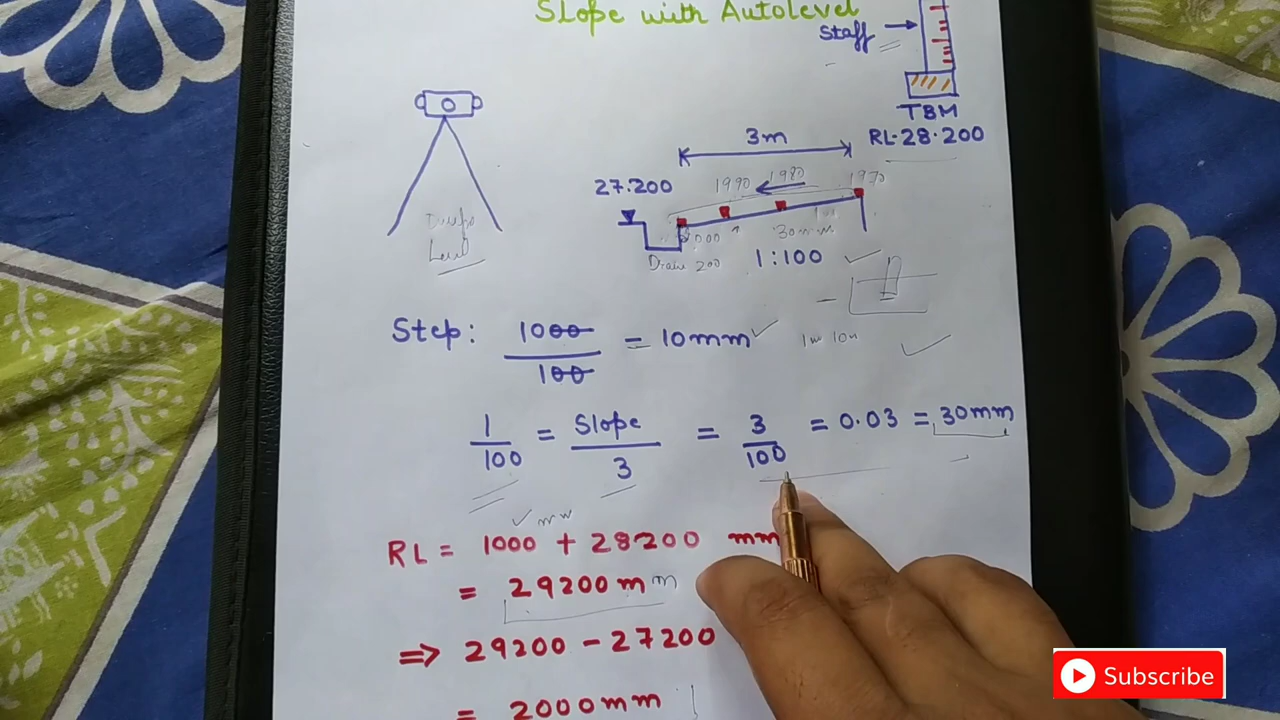 Slope with Autolevel
Staff
TBM
RL·28·200
3m
27.200
1990 1980 1970
2000 30mm
Drain 200 1:100
Level
Step: 1000/100 = 10mm
1/100 = Slope/3 = 3/100 = 0.03 = 30mm
RL = 1000 + 28200 mm
= 29200 mm
⇒ 29200 - 27200
= 2000mm
Subscribe